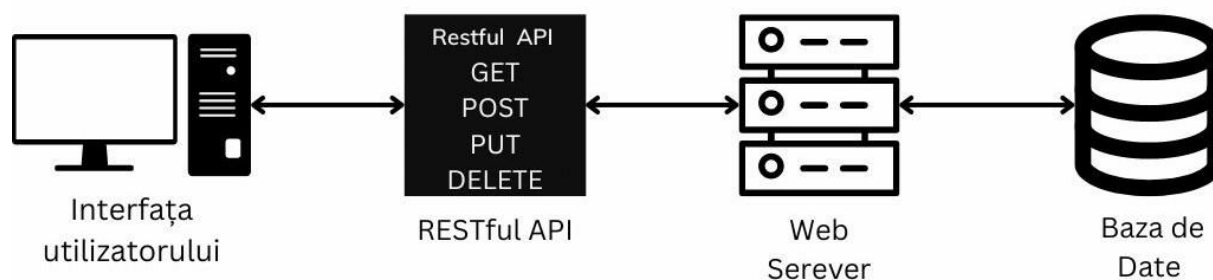 Restful API
GET
POST
PUT
DELETE
Interfața
utilizatorului
RESTful API
Web
Serever
Baza de
Date